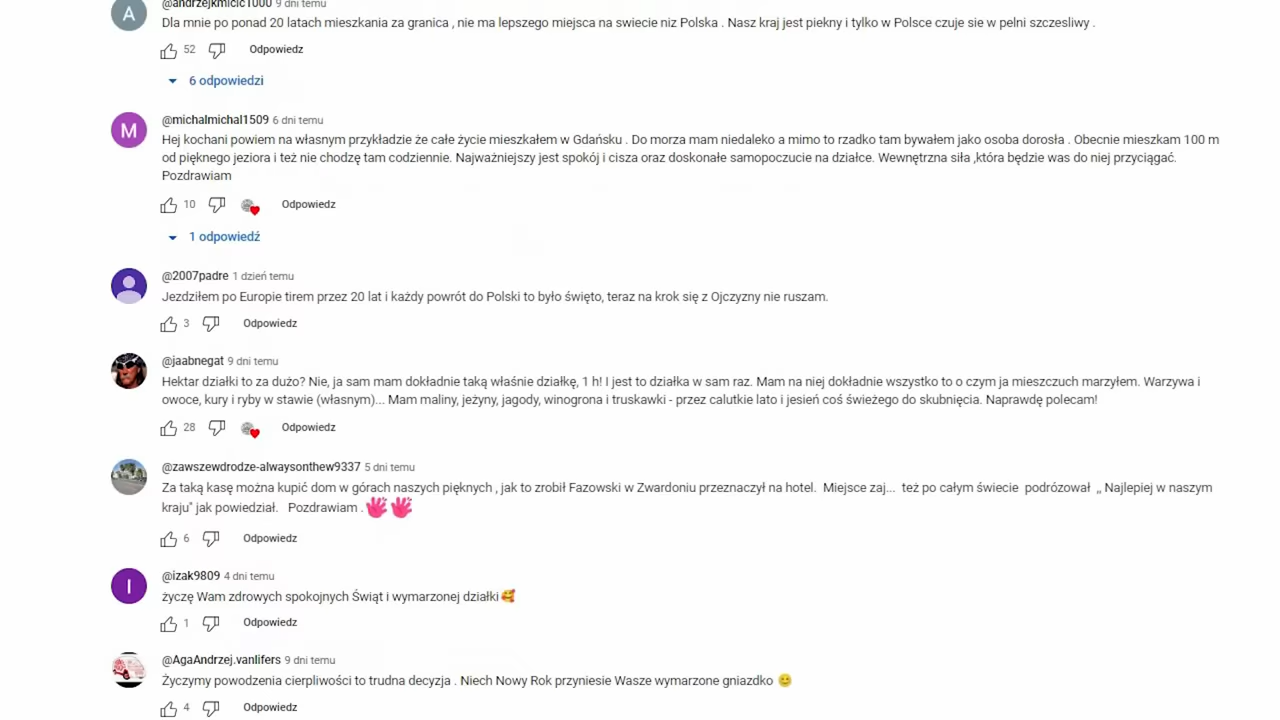 @andrzejkmicic1000 9 dni temu
A
Dla mnie po ponad 20 latach mieszkania za granica , nie ma lepszego miejsca na swiecie niz Polska . Nasz kraj jest piekny i tylko w Polsce czuje sie w pelni szczesliwy .
52 Odpowiedz
6 odpowiedzi
@michalmichal1509 6 dni temu
M
Hej kochani powiem na własnym przykładzie że całe życie mieszkałem w Gdańsku . Do morza mam niedaleko a mimo to rzadko tam bywałem jako osoba dorosła . Obecnie mieszkam 100 m
od pięknego jeziora i też nie chodzę tam codziennie. Najważniejszy jest spokój i cisza oraz doskonałe samopoczucie na działce. Wewnętrzna siła ,która będzie was do niej przyciągać.
Pozdrawiam
10 Odpowiedz
1 odpowiedź
@2007padre 1 dzień temu
Jezdziłem po Europie tirem przez 20 lat i każdy powrót do Polski to było święto, teraz na krok się z Ojczyzny nie ruszam.
3 Odpowiedz
@jaabnegat 9 dni temu
Hektar działki to za dużo? Nie, ja sam mam dokładnie taką właśnie działkę, 1 h! I jest to działka w sam raz. Mam na niej dokładnie wszystko to o czym ja mieszczuch marzyłem. Warzywa i
owoce, kury i ryby w stawie (własnym)... Mam maliny, jeżyny, jagody, winogrona i truskawki - przez calutkie lato i jesień coś świeżego do skubnięcia. Naprawdę polecam!
28 Odpowiedz
@zawszewdrodze-alwaysonthew9337 5 dni temu
Za taką kasę można kupić dom w górach naszych pięknych , jak to zrobił Fazowski w Zwardoniu przeznaczył na hotel. Miejsce zaj... też po całym świecie podrózował ,, Najlepiej w naszym
kraju" jak powiedział. Pozdrawiam .👋👋
6 Odpowiedz
@izak9809 4 dni temu
I
życzę Wam zdrowych spokojnych Świąt i wymarzonej działki🥰
1 Odpowiedz
@AgaAndrzej.vanlifers 9 dni temu
Życzymy powodzenia cierpliwości to trudna decyzja . Niech Nowy Rok przyniesie Wasze wymarzone gniazdko 😊
4 Odpowiedz